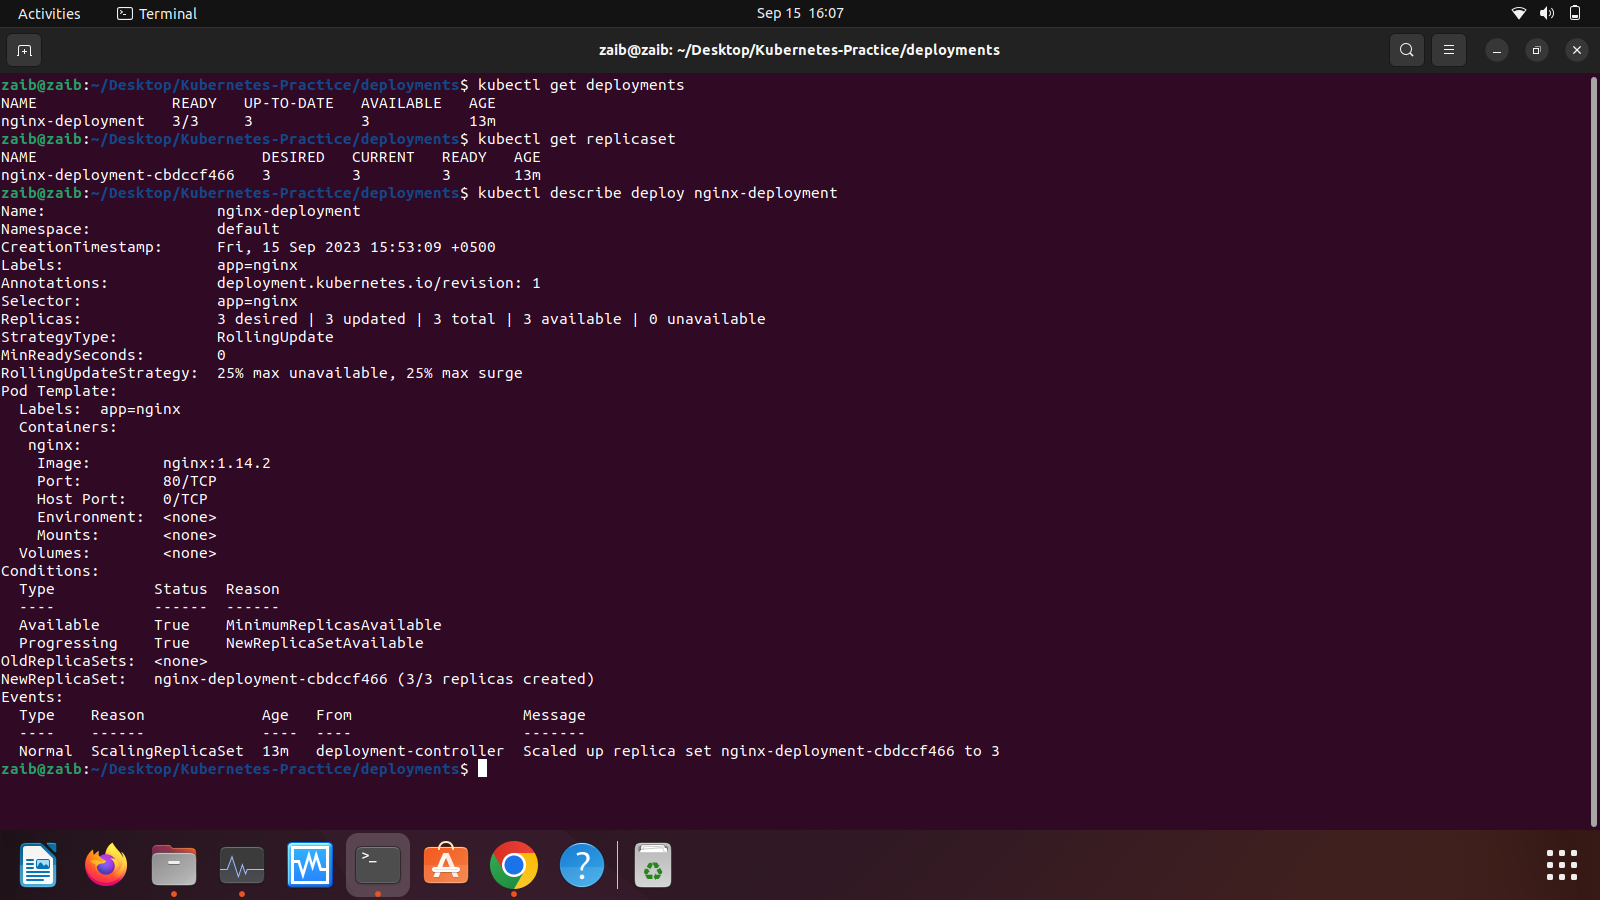 Activities Terminal Sep 15 16:07
zaib@zaib: ~/Desktop/Kubernetes-Practice/deployments
zaib@zaib:~/Desktop/Kubernetes-Practice/deployments$ kubectl get deployments
NAME READY UP-TO-DATE AVAILABLE AGE
nginx-deployment 3/3 3 3 13m
zaib@zaib:~/Desktop/Kubernetes-Practice/deployments$ kubectl get replicaset
NAME DESIRED CURRENT READY AGE
nginx-deployment-cbdccf466 3 3 3 13m
zaib@zaib:~/Desktop/Kubernetes-Practice/deployments$ kubectl describe deploy nginx-deployment
Name: nginx-deployment
Namespace: default
CreationTimestamp: Fri, 15 Sep 2023 15:53:09 +0500
Labels: app=nginx
Annotations: deployment.kubernetes.io/revision: 1
Selector: app=nginx
Replicas: 3 desired | 3 updated | 3 total | 3 available | 0 unavailable
StrategyType: RollingUpdate
MinReadySeconds: 0
RollingUpdateStrategy: 25% max unavailable, 25% max surge
Pod Template:
Labels: app=nginx
Containers:
nginx:
Image: nginx:1.14.2
Port: 80/TCP
Host Port: 0/TCP
Environment: <none>
Mounts: <none>
Volumes: <none>
Conditions:
Type Status Reason
---- ------ ------
Available True MinimumReplicasAvailable
Progressing True NewReplicaSetAvailable
OldReplicaSets: <none>
NewReplicaSet: nginx-deployment-cbdccf466 (3/3 replicas created)
Events:
Type Reason Age From Message
---- ------ ---- ---- -------
Normal ScalingReplicaSet 13m deployment-controller Scaled up replica set nginx-deployment-cbdccf466 to 3
zaib@zaib:~/Desktop/Kubernetes-Practice/deployments$